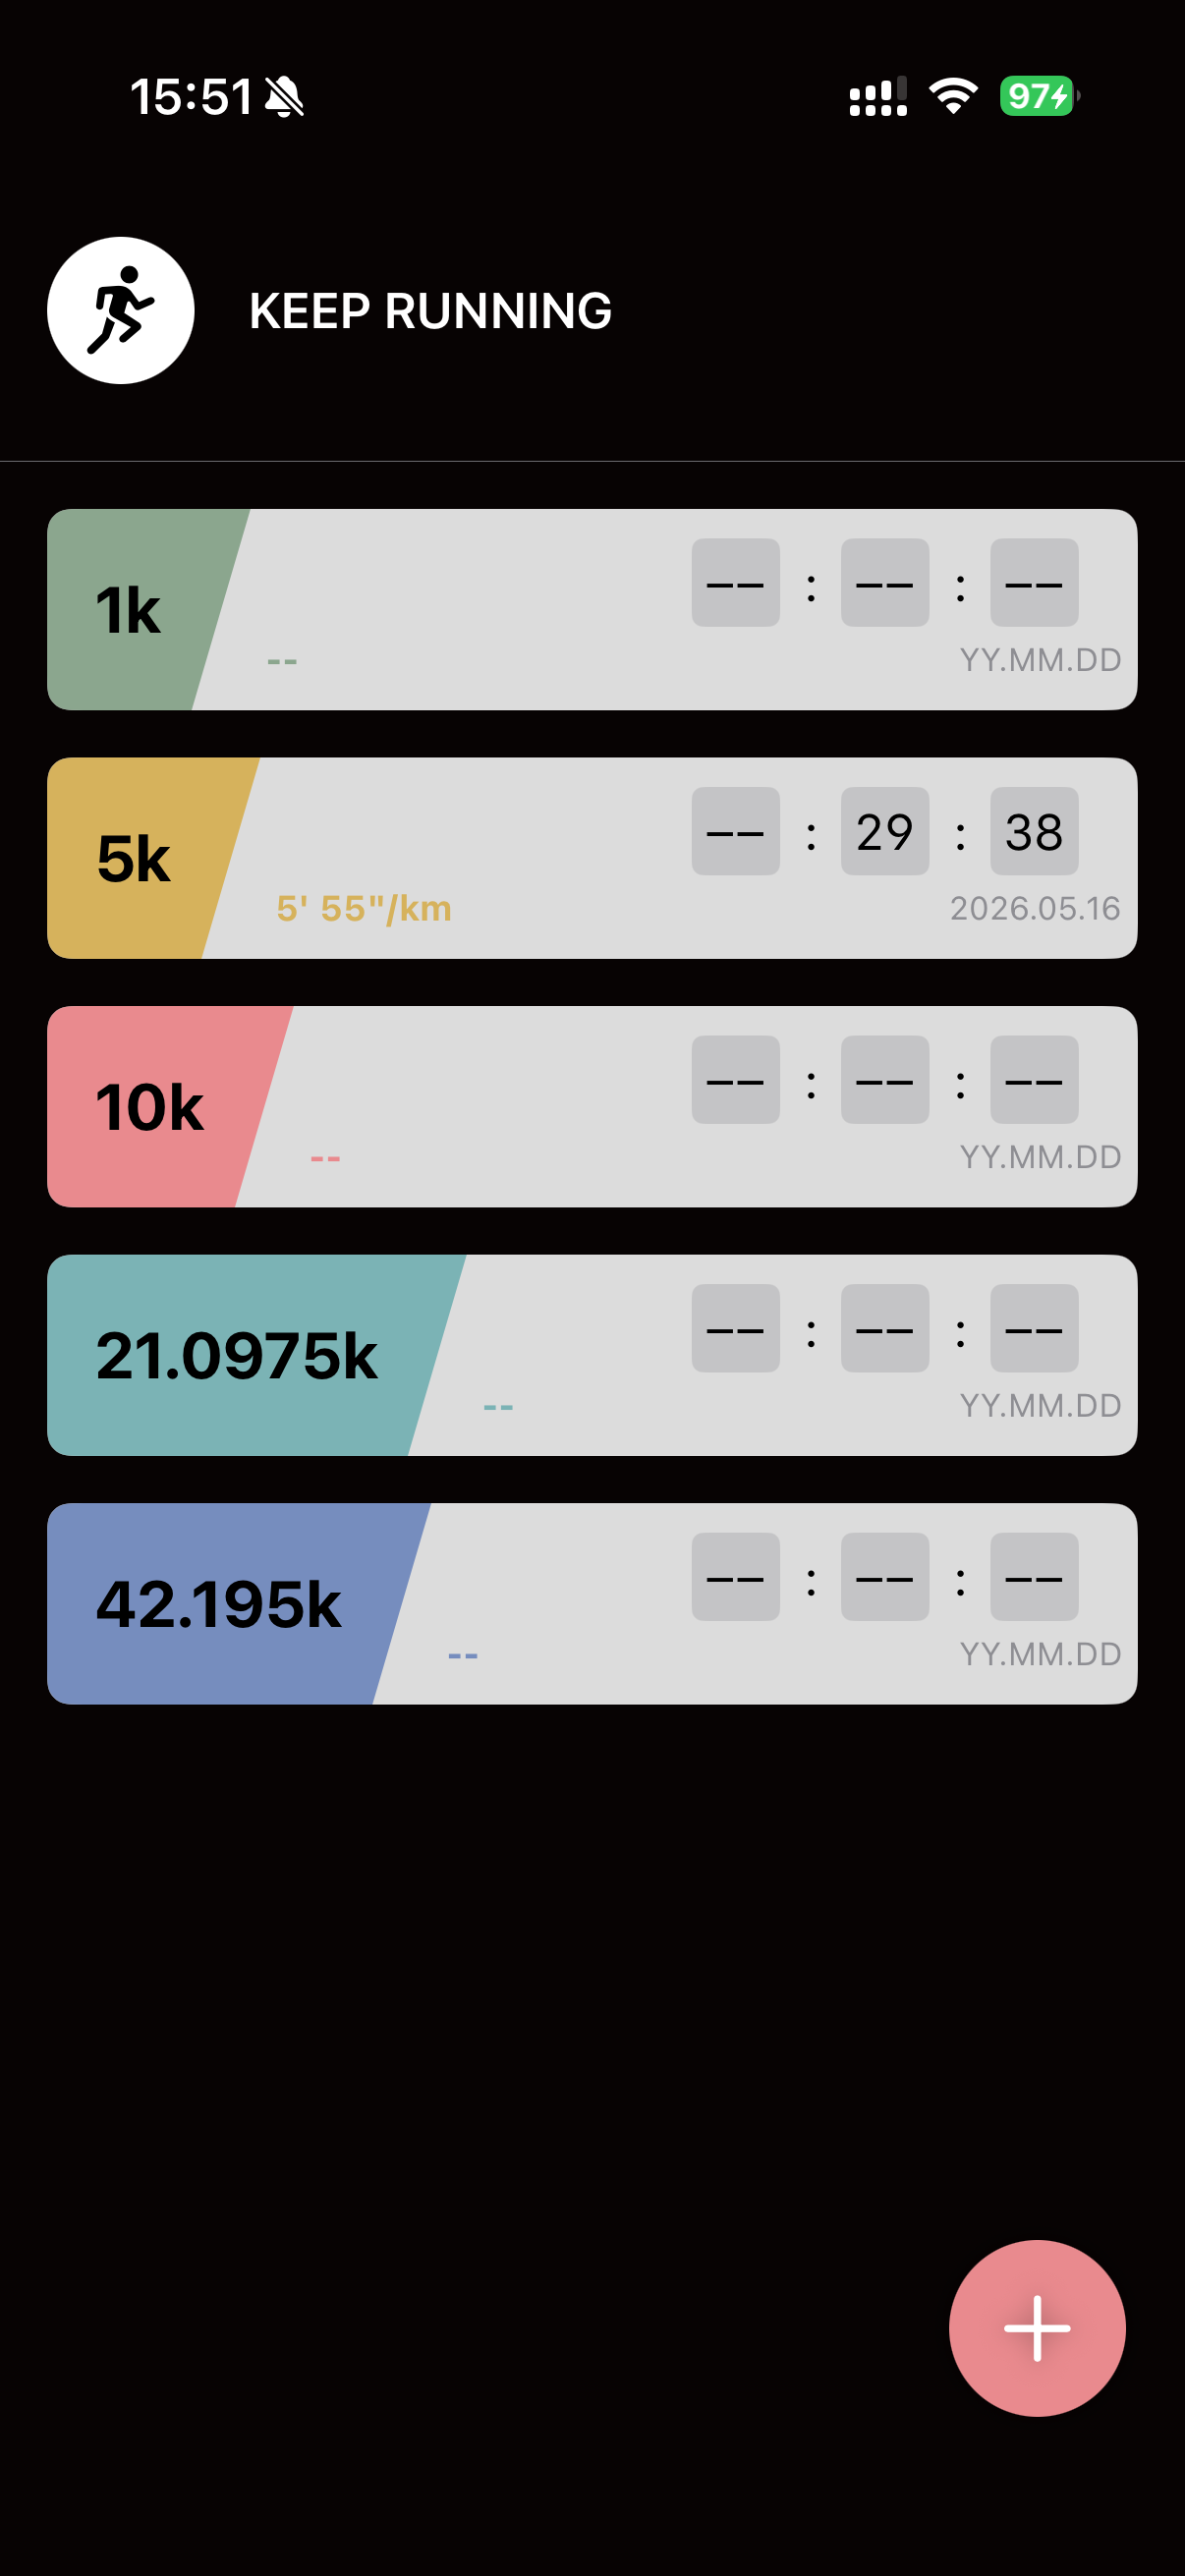 15:51
97
KEEP RUNNING
1k
-- : -- : --
--
YY.MM.DD
5k
-- : 29 : 38
5' 55"/km
2026.05.16
10k
-- : -- : --
--
YY.MM.DD
21.0975k
-- : -- : --
--
YY.MM.DD
42.195k
-- : -- : --
--
YY.MM.DD